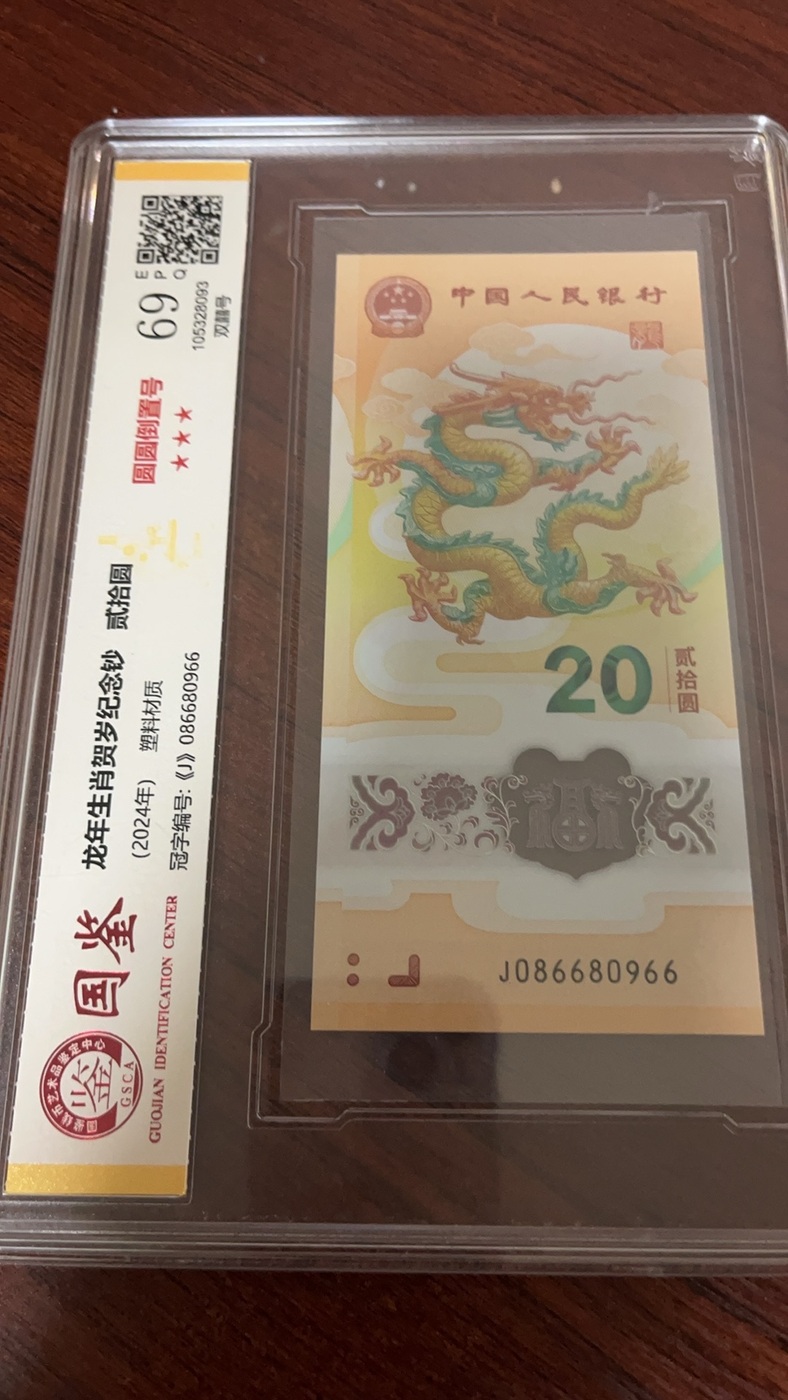 国鉴
GUOJIAN IDENTIFICATION CENTER
GSCA
龙年生肖贺岁纪念钞 贰拾圆
(2024年) 塑料材质
冠字编号:《J》086680966
圆圆倒置号
★★★
69
EPQ
105328093
双囍号
中国人民银行
20
贰拾圆
福
J086680966